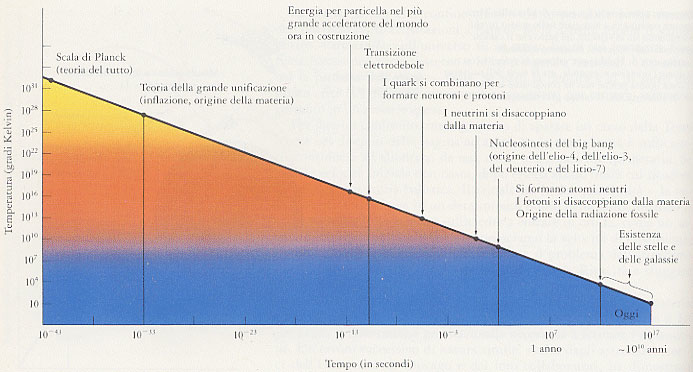 Energia per particella nel più
grande acceleratore del mondo
ora in costruzione
Scala di Planck
(teoria del tutto)
Transizione
elettrodebole
Teoria della grande unificazione
(inflazione, origine della materia)
I quark si combinano per
formare neutroni e protoni
I neutrini si disaccoppiano
dalla materia
Nucleosintesi del big bang
(origine dell'elio-4, dell'elio-3,
del deuterio e del litio-7)
Si formano atomi neutri
I fotoni si disaccoppiano dalla materia
Origine della radiazione fossile
Esistenza
delle stelle e
delle galassie
Oggi
Temperatura (gradi Kelvin)
10³¹
10²⁸
10²⁵
10²²
10¹⁹
10¹⁶
10¹³
10¹⁰
10⁷
10⁴
10
10⁻⁴³ 10⁻³³ 10⁻²³ 10⁻¹³ 10⁻⁴ 10⁷ 10¹⁷
1 anno ~10¹⁰ anni
Tempo (in secondi)